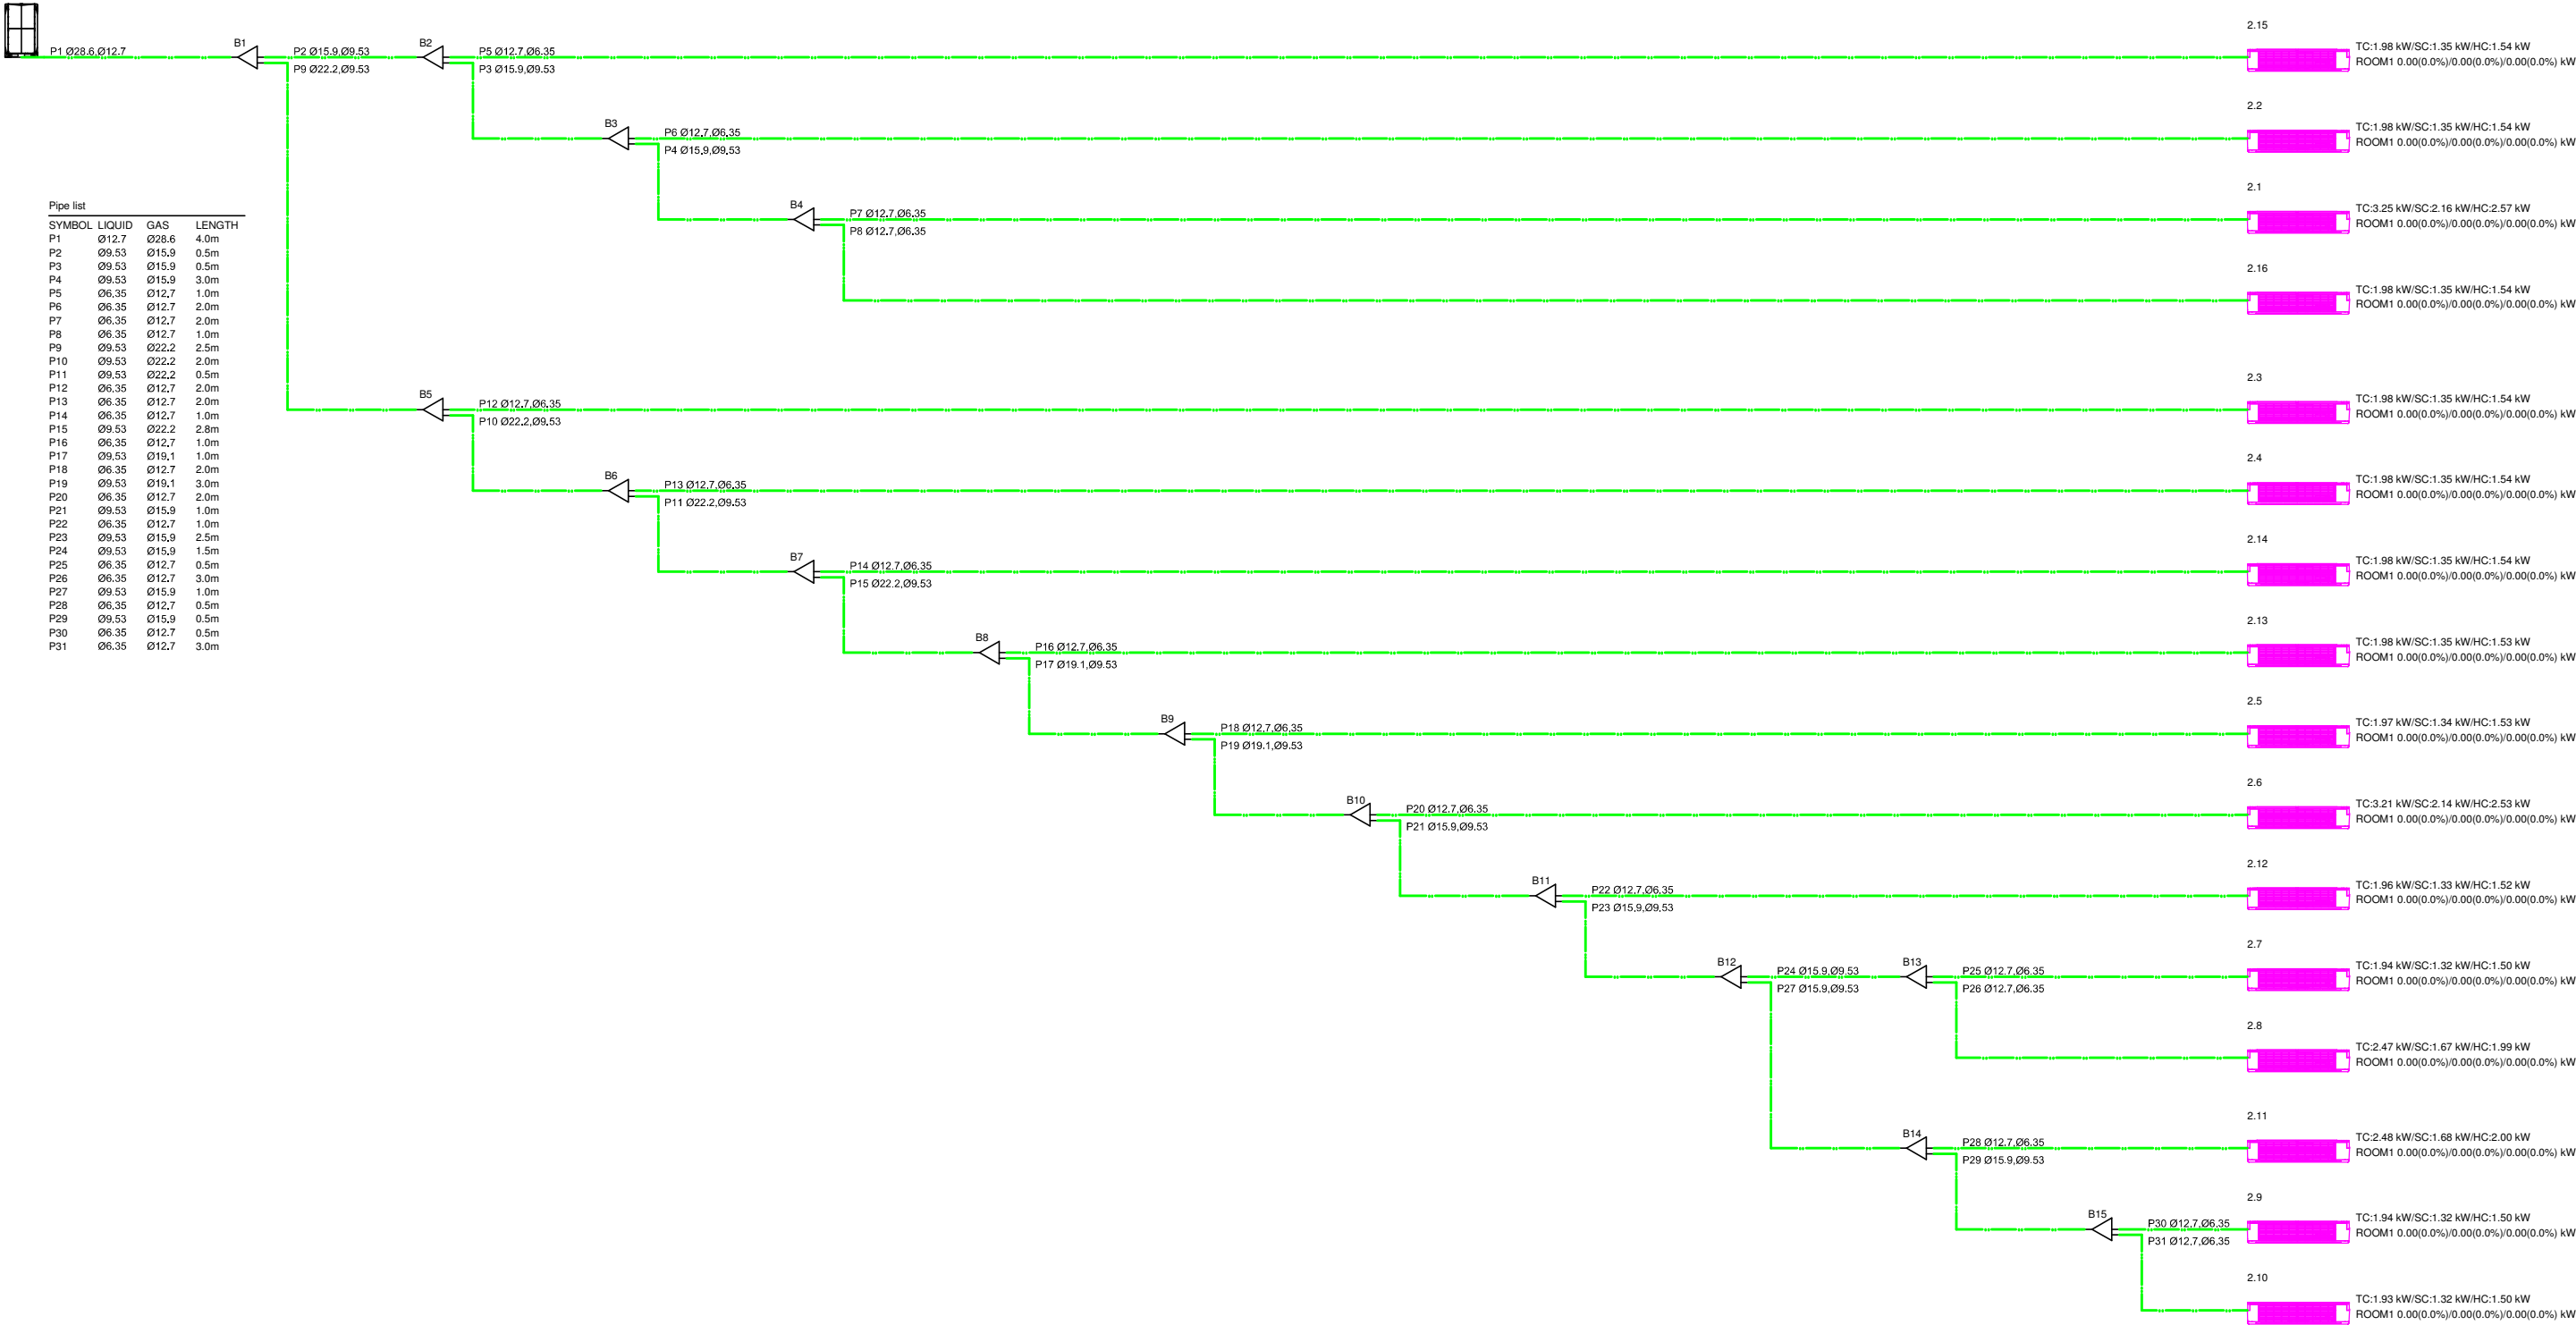 P1 Ø28.6,Ø12.7
B1
P2 Ø15.9,Ø9.53
P9 Ø22.2,Ø9.53
B2
P5 Ø12.7,Ø6.35
P3 Ø15.9,Ø9.53
2.15
TC:1.98 kW/SC:1.35 kW/HC:1.54 kW
ROOM1 0.00(0.0%)/0.00(0.0%)/0.00(0.0%) kW
B3
P6 Ø12.7,Ø6.35
P4 Ø15.9,Ø9.53
2.2
TC:1.98 kW/SC:1.35 kW/HC:1.54 kW
ROOM1 0.00(0.0%)/0.00(0.0%)/0.00(0.0%) kW
B4
P7 Ø12.7,Ø6.35
P8 Ø12.7,Ø6.35
2.1
TC:3.25 kW/SC:2.16 kW/HC:2.57 kW
ROOM1 0.00(0.0%)/0.00(0.0%)/0.00(0.0%) kW
2.16
TC:1.98 kW/SC:1.35 kW/HC:1.54 kW
ROOM1 0.00(0.0%)/0.00(0.0%)/0.00(0.0%) kW
Pipe list
SYMBOL LIQUID GAS LENGTH
P1 Ø12.7 Ø28.6 4.0m
P2 Ø9.53 Ø15.9 0.5m
P3 Ø9.53 Ø15.9 0.5m
P4 Ø9.53 Ø15.9 3.0m
P5 Ø6.35 Ø12.7 1.0m
P6 Ø6.35 Ø12.7 2.0m
P7 Ø6.35 Ø12.7 2.0m
P8 Ø6.35 Ø12.7 1.0m
P9 Ø9.53 Ø22.2 2.5m
P10 Ø9.53 Ø22.2 2.0m
P11 Ø9.53 Ø22.2 0.5m
P12 Ø6.35 Ø12.7 2.0m
P13 Ø6.35 Ø12.7 2.0m
P14 Ø6.35 Ø12.7 1.0m
P15 Ø9.53 Ø22.2 2.8m
P16 Ø6.35 Ø12.7 1.0m
P17 Ø9.53 Ø19.1 1.0m
P18 Ø6.35 Ø12.7 2.0m
P19 Ø9.53 Ø19.1 3.0m
P20 Ø6.35 Ø12.7 2.0m
P21 Ø9.53 Ø15.9 1.0m
P22 Ø6.35 Ø12.7 1.0m
P23 Ø9.53 Ø15.9 2.5m
P24 Ø9.53 Ø15.9 1.5m
P25 Ø6.35 Ø12.7 0.5m
P26 Ø6.35 Ø12.7 3.0m
P27 Ø9.53 Ø15.9 1.0m
P28 Ø6.35 Ø12.7 0.5m
P29 Ø9.53 Ø15.9 0.5m
P30 Ø6.35 Ø12.7 0.5m
P31 Ø6.35 Ø12.7 3.0m
B5
P12 Ø12.7,Ø6.35
P10 Ø22.2,Ø9.53
2.3
TC:1.98 kW/SC:1.35 kW/HC:1.54 kW
ROOM1 0.00(0.0%)/0.00(0.0%)/0.00(0.0%) kW
B6
P13 Ø12.7,Ø6.35
P11 Ø22.2,Ø9.53
2.4
TC:1.98 kW/SC:1.35 kW/HC:1.54 kW
ROOM1 0.00(0.0%)/0.00(0.0%)/0.00(0.0%) kW
B7
P14 Ø12.7,Ø6.35
P15 Ø22.2,Ø9.53
2.14
TC:1.98 kW/SC:1.35 kW/HC:1.54 kW
ROOM1 0.00(0.0%)/0.00(0.0%)/0.00(0.0%) kW
B8
P16 Ø12.7,Ø6.35
P17 Ø19.1,Ø9.53
2.13
TC:1.98 kW/SC:1.35 kW/HC:1.53 kW
ROOM1 0.00(0.0%)/0.00(0.0%)/0.00(0.0%) kW
B9
P18 Ø12.7,Ø6.35
P19 Ø19.1,Ø9.53
2.5
TC:1.97 kW/SC:1.34 kW/HC:1.53 kW
ROOM1 0.00(0.0%)/0.00(0.0%)/0.00(0.0%) kW
B10
P20 Ø12.7,Ø6.35
P21 Ø15.9,Ø9.53
2.6
TC:3.21 kW/SC:2.14 kW/HC:2.53 kW
ROOM1 0.00(0.0%)/0.00(0.0%)/0.00(0.0%) kW
B11
P22 Ø12.7,Ø6.35
P23 Ø15.9,Ø9.53
2.12
TC:1.96 kW/SC:1.33 kW/HC:1.52 kW
ROOM1 0.00(0.0%)/0.00(0.0%)/0.00(0.0%) kW
B12
P24 Ø15.9,Ø9.53
P27 Ø15.9,Ø9.53
B13
P25 Ø12.7,Ø6.35
P26 Ø12.7,Ø6.35
2.7
TC:1.94 kW/SC:1.32 kW/HC:1.50 kW
ROOM1 0.00(0.0%)/0.00(0.0%)/0.00(0.0%) kW
2.8
TC:2.47 kW/SC:1.67 kW/HC:1.99 kW
ROOM1 0.00(0.0%)/0.00(0.0%)/0.00(0.0%) kW
B14
P28 Ø12.7,Ø6.35
P29 Ø15.9,Ø9.53
2.11
TC:2.48 kW/SC:1.68 kW/HC:2.00 kW
ROOM1 0.00(0.0%)/0.00(0.0%)/0.00(0.0%) kW
B15
P30 Ø12.7,Ø6.35
P31 Ø12.7,Ø6.35
2.9
TC:1.94 kW/SC:1.32 kW/HC:1.50 kW
ROOM1 0.00(0.0%)/0.00(0.0%)/0.00(0.0%) kW
2.10
TC:1.93 kW/SC:1.32 kW/HC:1.50 kW
ROOM1 0.00(0.0%)/0.00(0.0%)/0.00(0.0%) kW